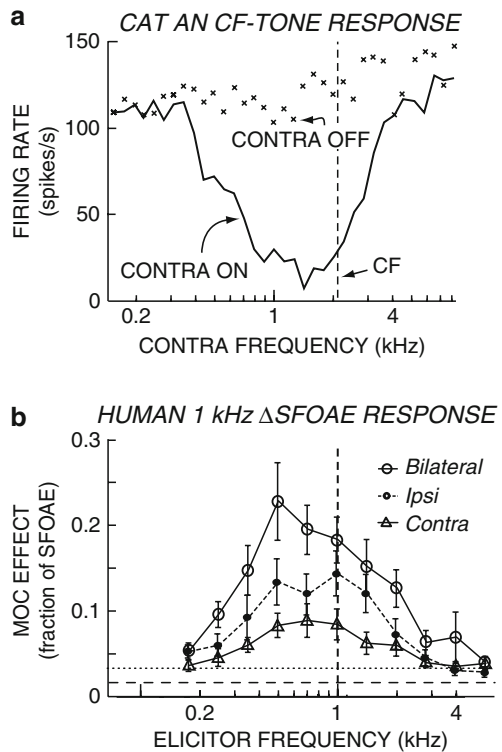 a
CAT AN CF-TONE RESPONSE
FIRING RATE
(spikes/s)
150
100
50
0
CONTRA OFF
CONTRA ON
CF
0.2
1
4
CONTRA FREQUENCY (kHz)
b
HUMAN 1 kHz ΔSFOAE RESPONSE
MOC EFFECT
(fraction of SFOAE)
0.3
0.2
0.1
0
Bilateral
Ipsi
Contra
0.2
1
4
ELICITOR FREQUENCY (kHz)